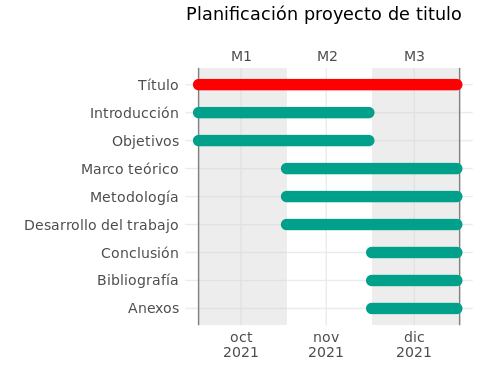 Planificación proyecto de titulo
M1 M2 M3
Título
Introducción
Objetivos
Marco teórico
Metodología
Desarrollo del trabajo
Conclusión
Bibliografía
Anexos
oct nov dic
2021 2021 2021